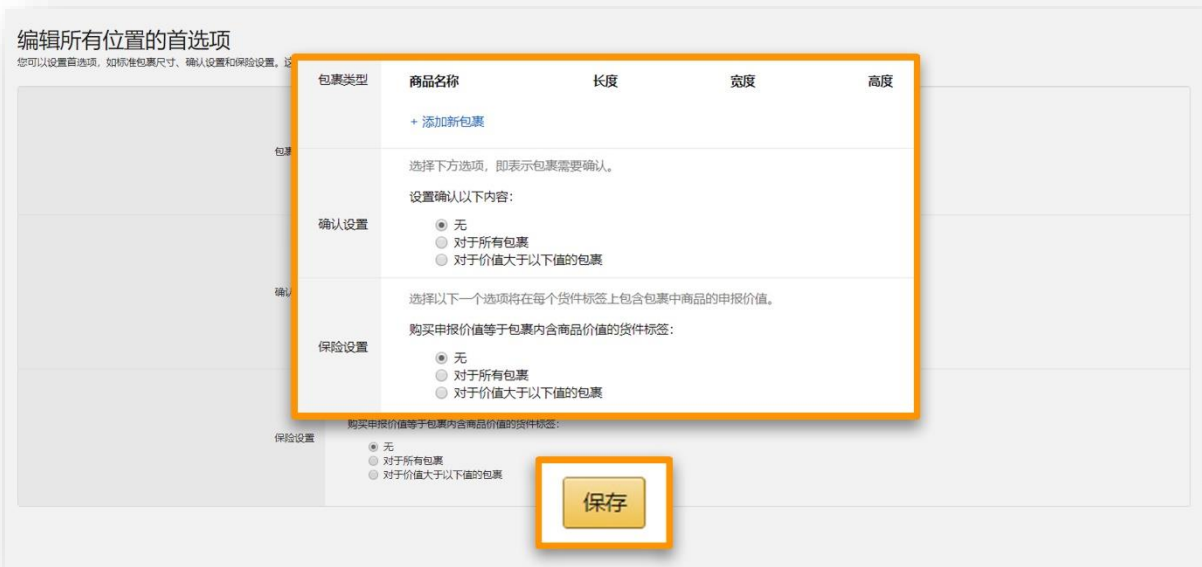 编辑所有位置的首选项
您可以设置首选项，如标准包裹尺寸、确认设置和保险设置。
包裹类型 商品名称 长度 宽度 高度
+ 添加新包裹
选择下方选项，即表示包裹需要确认。
设置确认以下内容：
确认设置
无
对于所有包裹
对于价值大于以下值的包裹
选择以下一个选项将在每个货件标签上包含包裹中商品的申报价值。
购买申报价值等于包裹内含商品价值的货件标签：
保险设置
无
对于所有包裹
对于价值大于以下值的包裹
购买申报价值等于包裹内含商品价值的货件标签：
保险设置
无
对于所有包裹
对于价值大于以下值的包裹
保存